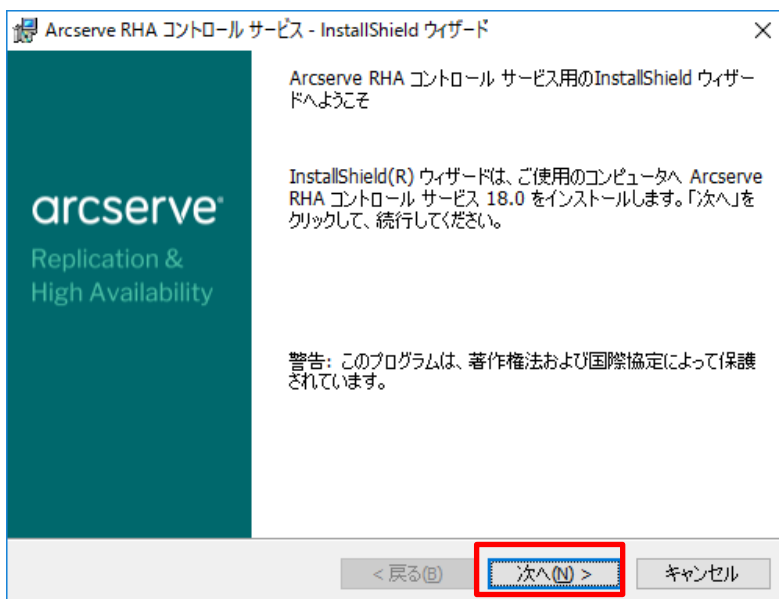 Arcserve RHA コントロール サービス - InstallShield ウィザード
Arcserve RHA コントロール サービス用のInstallShield ウィザー
ドへようこそ
InstallShield(R) ウィザードは、ご使用のコンピュータへ Arcserve
RHA コントロール サービス 18.0 をインストールします。「次へ」を
クリックして、続行してください。
arcserve
Replication &
High Availability
警告: このプログラムは、著作権法および国際協定によって保護
されています。
< 戻る(B)
次へ(N) >
キャンセル